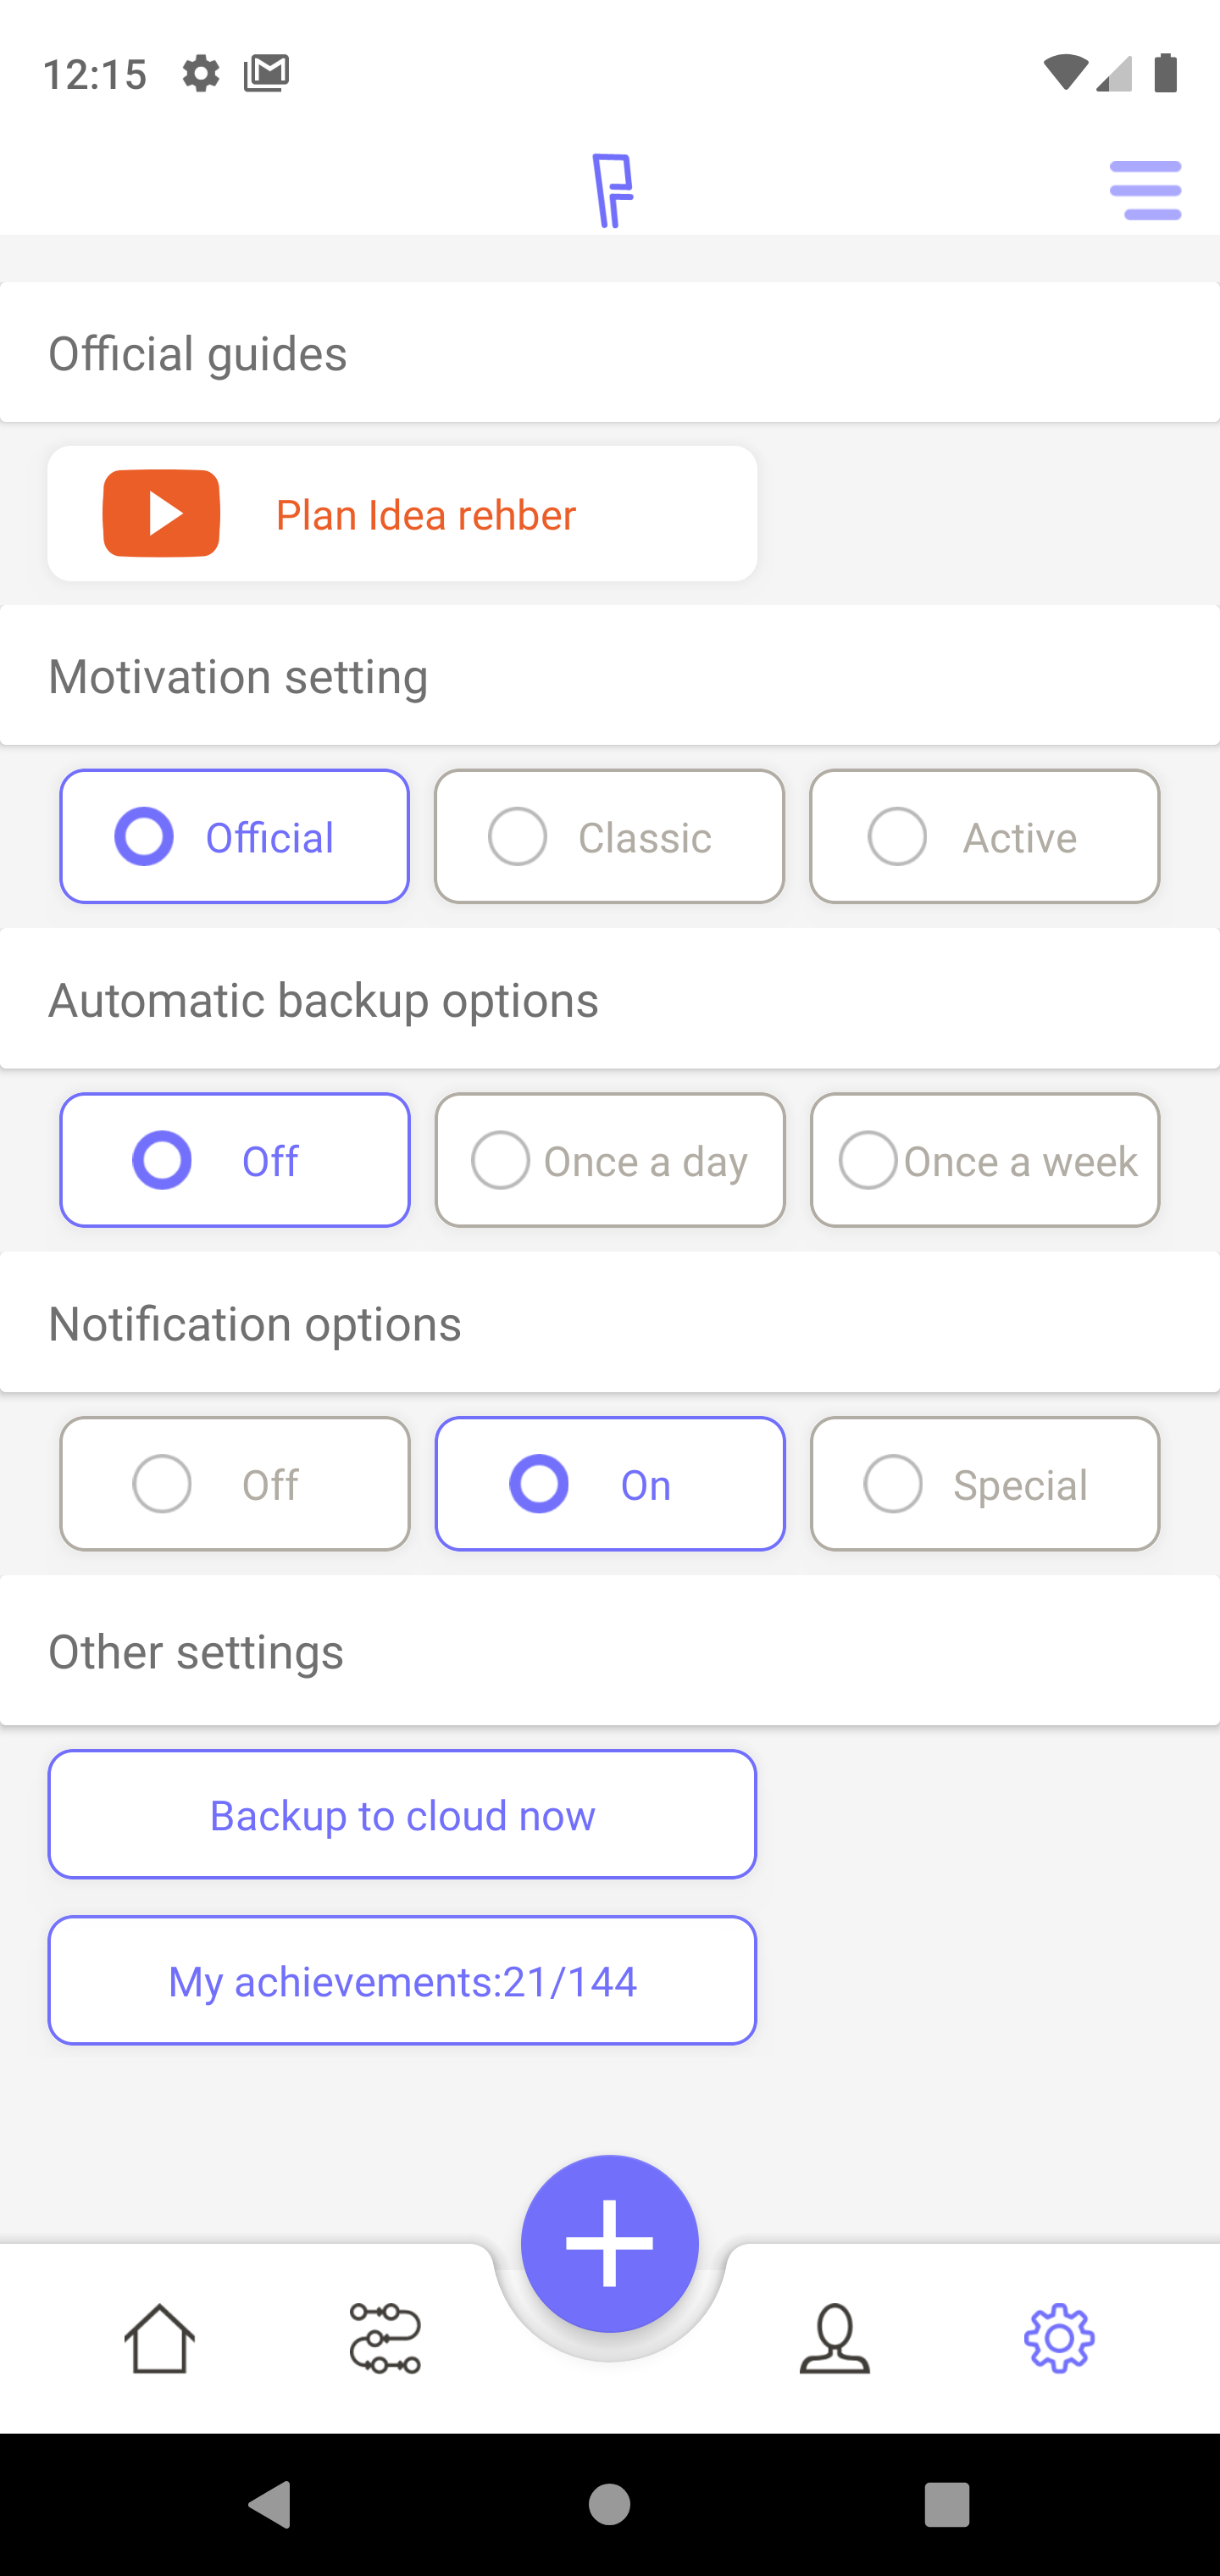 12:15
Official guides
Plan Idea rehber
Motivation setting
Official
Classic
Active
Automatic backup options
Off
Once a day
Once a week
Notification options
Off
On
Special
Other settings
Backup to cloud now
My achievements:21/144